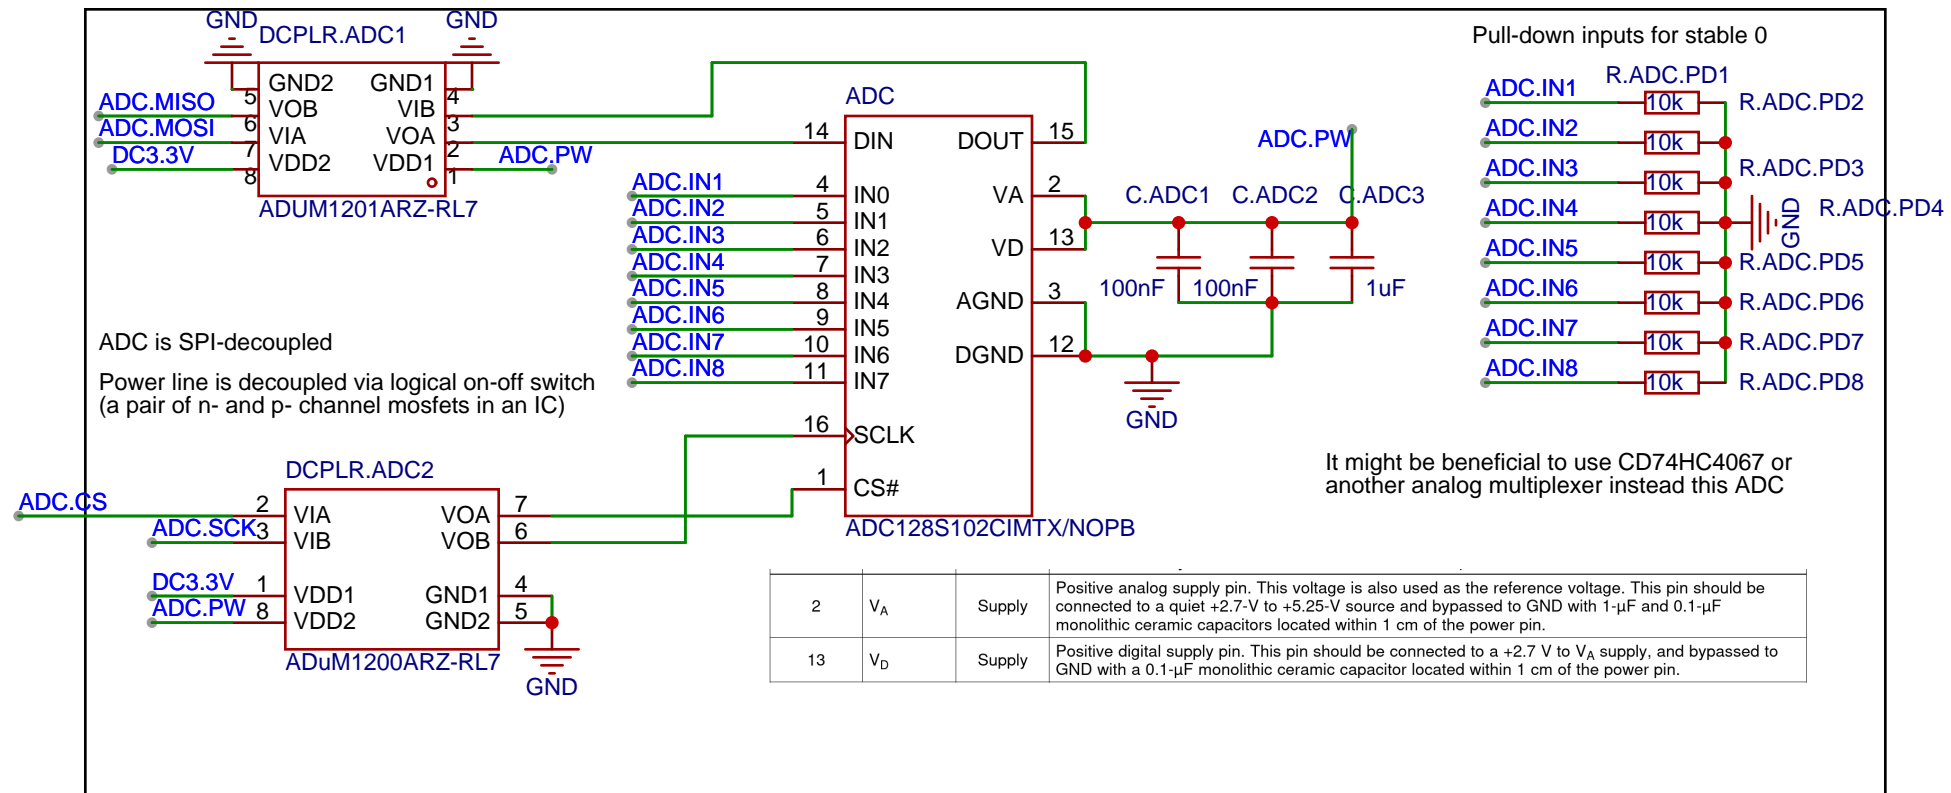 GND
DCPLR.ADC1
GND
GND2
GND1
5
4
ADC.MISO
VOB
VIB
6
3
ADC.MOSI
VIA
VOA
7
2
DC3.3V
VDD2
VDD1
ADC.PW
8
1
ADUM1201ARZ-RL7
ADC
14
DIN
DOUT
15
ADC.IN1
4
IN0
VA
2
ADC.IN2
5
IN1
ADC.IN3
6
IN2
VD
13
ADC.IN4
7
IN3
ADC.IN5
8
IN4
AGND
3
ADC.IN6
9
IN5
ADC.IN7
10
IN6
DGND
12
ADC.IN8
11
IN7
16
SCLK
1
CS#
ADC128S102CIMTX/NOPB
ADC.PW
C.ADC1
C.ADC2
C.ADC3
100nF
100nF
1uF
GND
Pull-down inputs for stable 0
R.ADC.PD1
ADC.IN1
10k
R.ADC.PD2
ADC.IN2
10k
ADC.IN3
10k
R.ADC.PD3
ADC.IN4
10k
GND
R.ADC.PD4
ADC.IN5
10k
R.ADC.PD5
ADC.IN6
10k
R.ADC.PD6
ADC.IN7
10k
R.ADC.PD7
ADC.IN8
10k
R.ADC.PD8
ADC is SPI-decoupled
Power line is decoupled via logical on-off switch
(a pair of n- and p- channel mosfets in an IC)
DCPLR.ADC2
ADC.CS
2
VIA
VOA
7
ADC.SCK
3
VIB
VOB
6
DC3.3V
1
VDD1
GND1
4
ADC.PW
8
VDD2
GND2
5
ADuM1200ARZ-RL7
GND
It might be beneficial to use CD74HC4067 or
another analog multiplexer instead this ADC
2
VA
Supply
Positive analog supply pin. This voltage is also used as the reference voltage. This pin should be
connected to a quiet +2.7-V to +5.25-V source and bypassed to GND with 1-µF and 0.1-µF
monolithic ceramic capacitors located within 1 cm of the power pin.
13
VD
Supply
Positive digital supply pin. This pin should be connected to a +2.7 V to VA supply, and bypassed to
GND with a 0.1-µF monolithic ceramic capacitor located within 1 cm of the power pin.